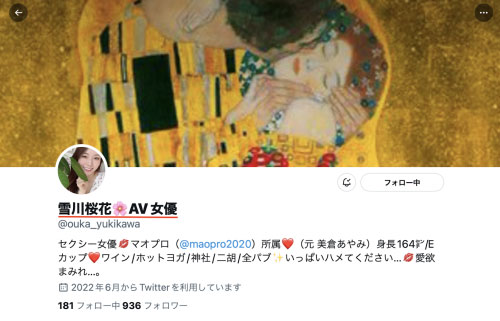 フォロー中
雪川桜花🌸AV女優
@ouka_yukikawa
セクシー女優💋マオプロ（@maopro2020）所属❤️（元 美倉あやみ）身長164㌢/E
カップ❤️ワイン/ホットヨガ/神社/二胡/全パブ✨いっぱいハメてください…💋愛欲
まみれ…。
2022年6月からTwitterを利用しています
181 フォロー中 936 フォロワー